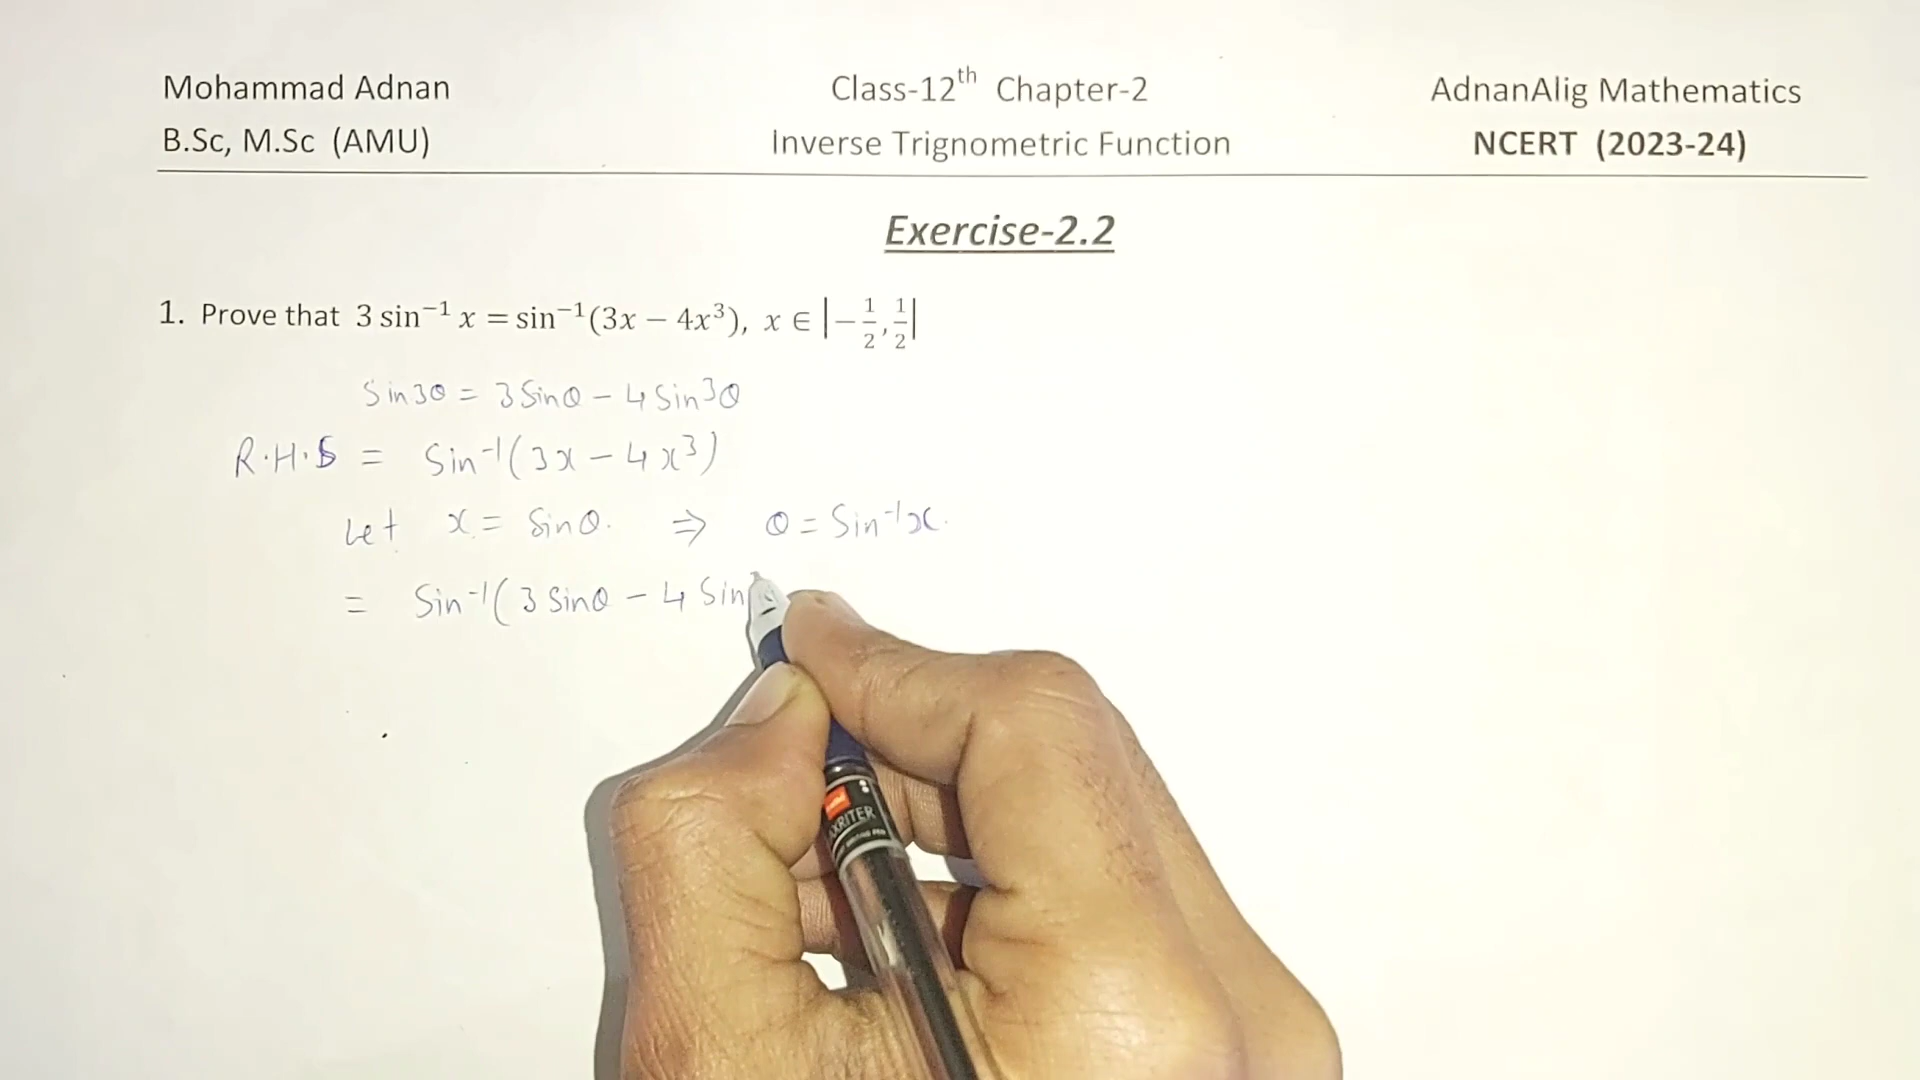 Mohammad Adnan
B.Sc, M.Sc (AMU)
Class-12th Chapter-2
Inverse Trignometric Function
AdnanAlig Mathematics
NCERT (2023-24)
Exercise-2.2
1. Prove that 3 sin⁻¹ x = sin⁻¹(3x − 4x³), x ∈ |−1/2, 1/2|
Sin3θ = 3Sinθ − 4Sin³θ
R.H.S = Sin⁻¹(3x − 4x³)
Let x = Sinθ. ⇒ θ = Sin⁻¹x.
= Sin⁻¹(3Sinθ − 4 Sin